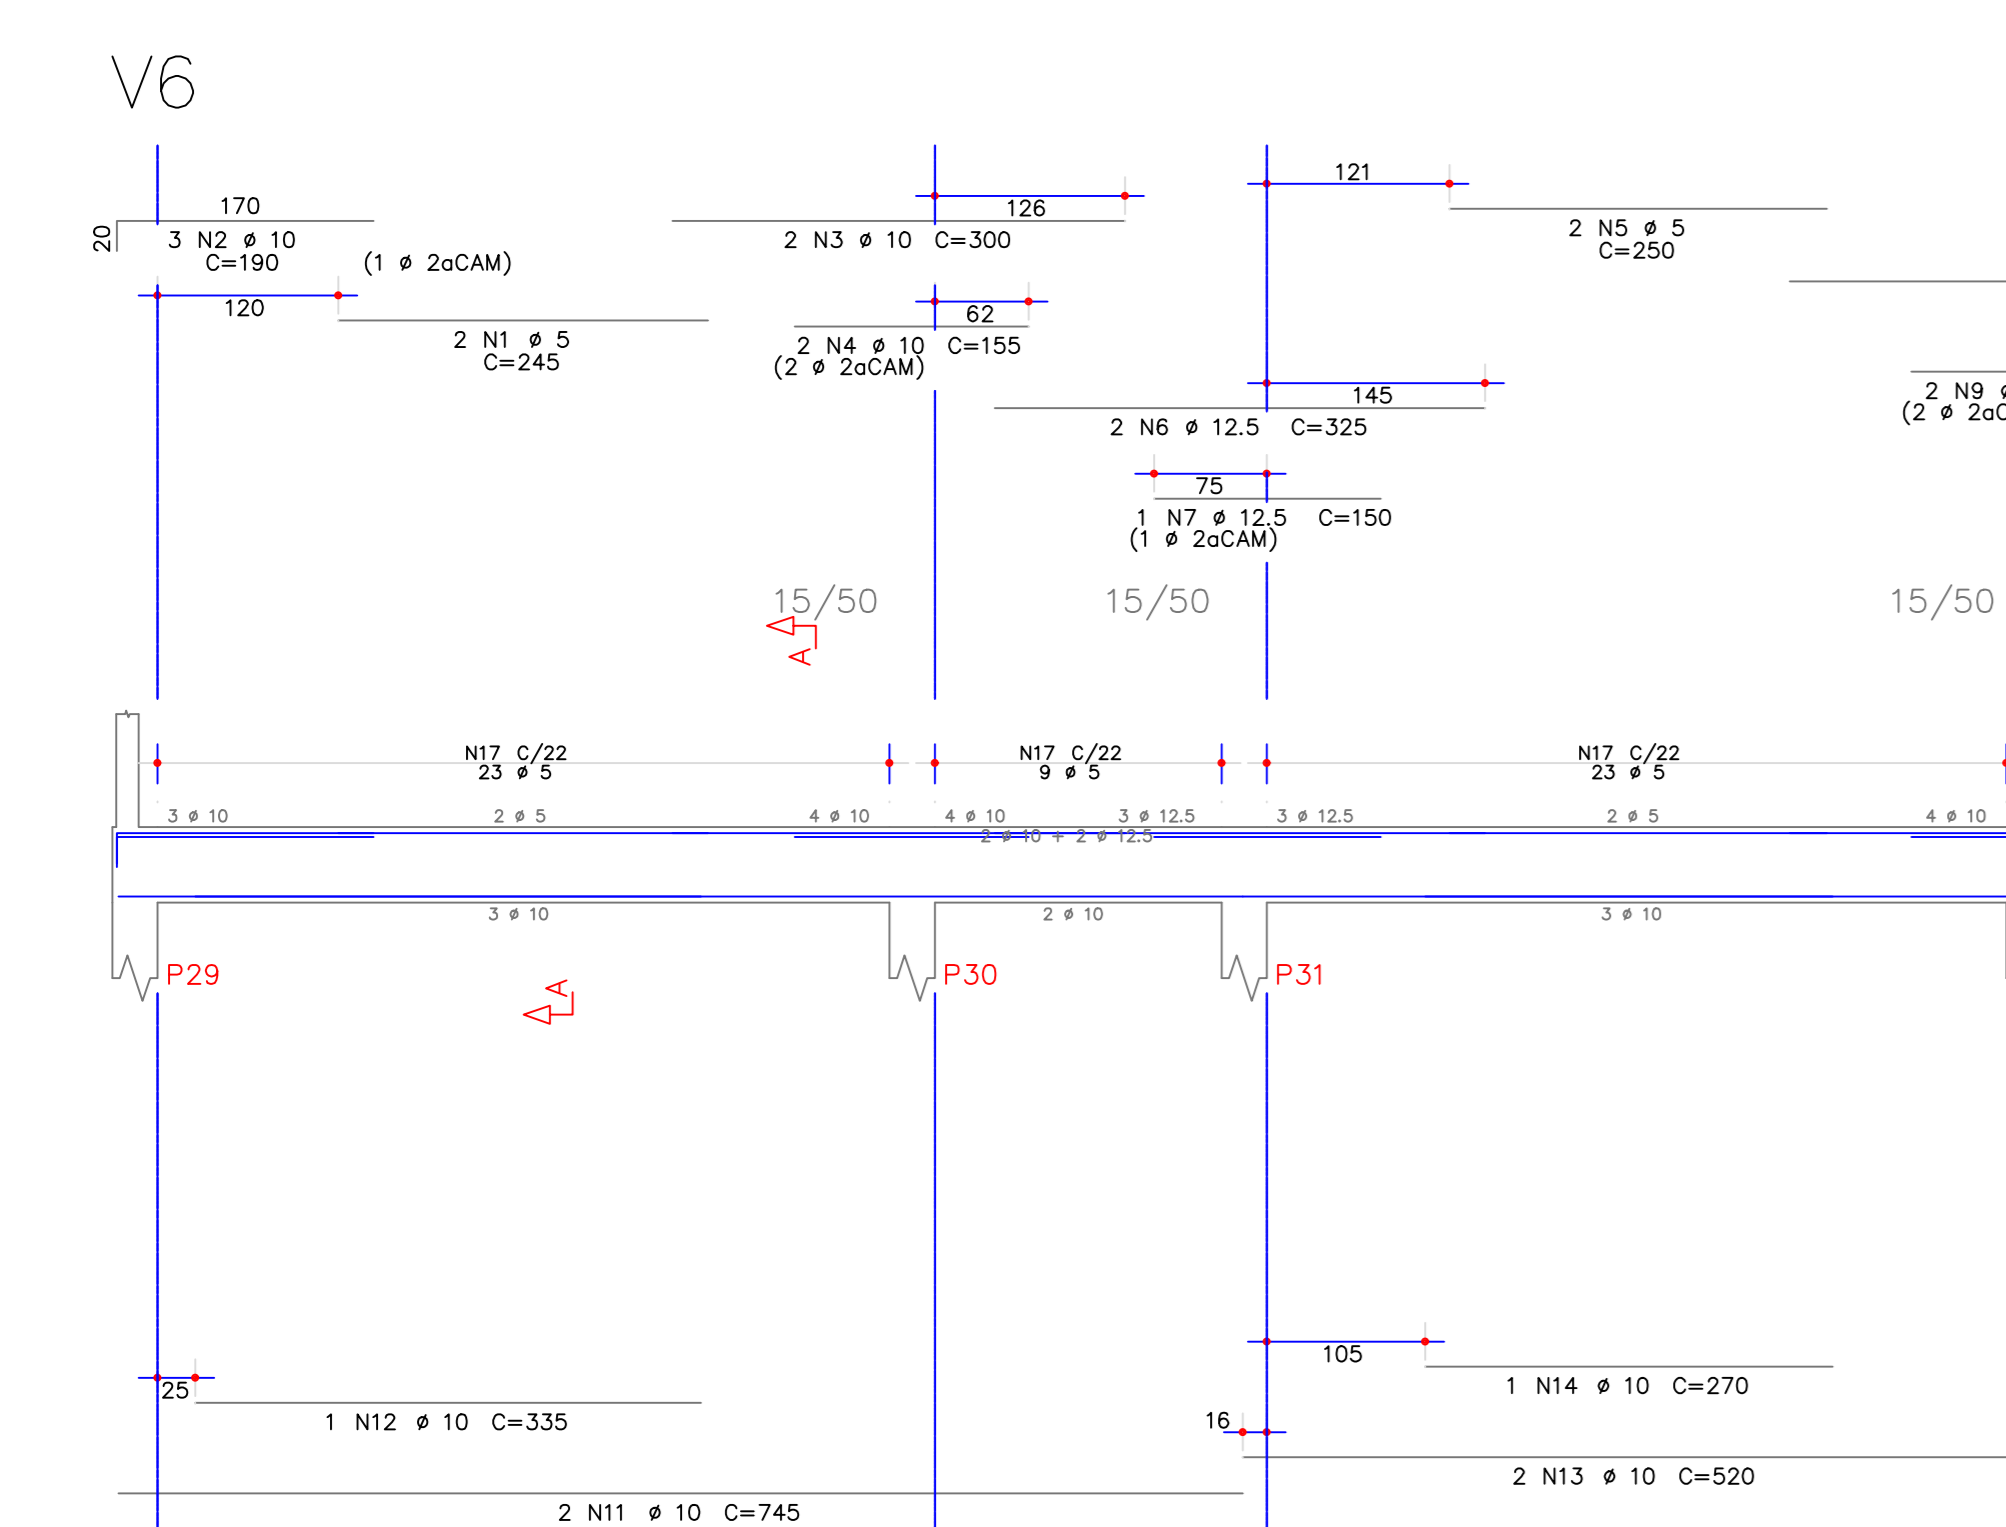 V6
121
170
126
20
3 N2 ø 10
C=190
(1 ø 2aCAM)
2 N3 ø 10 C=300
2 N5 ø 5
C=250
120
62
2 N1 ø 5
C=245
2 N4 ø 10 C=155
(2 ø 2aCAM)
145
2 N9 ø
(2 ø 2aC
2 N6 ø 12.5 C=325
75
1 N7 ø 12.5 C=150
(1 ø 2aCAM)
15/50
15/50
15/50
A
N17 C/22
23 ø 5
N17 C/22
9 ø 5
N17 C/22
23 ø 5
3 ø 10
2 ø 5
4 ø 10
4 ø 10
3 ø 12.5
3 ø 12.5
2 ø 5
4 ø 10
2 ø 10 + 2 ø 12.5
3 ø 10
2 ø 10
3 ø 10
P29
P30
P31
A
105
25
1 N14 ø 10 C=270
1 N12 ø 10 C=335
16
2 N13 ø 10 C=520
2 N11 ø 10 C=745